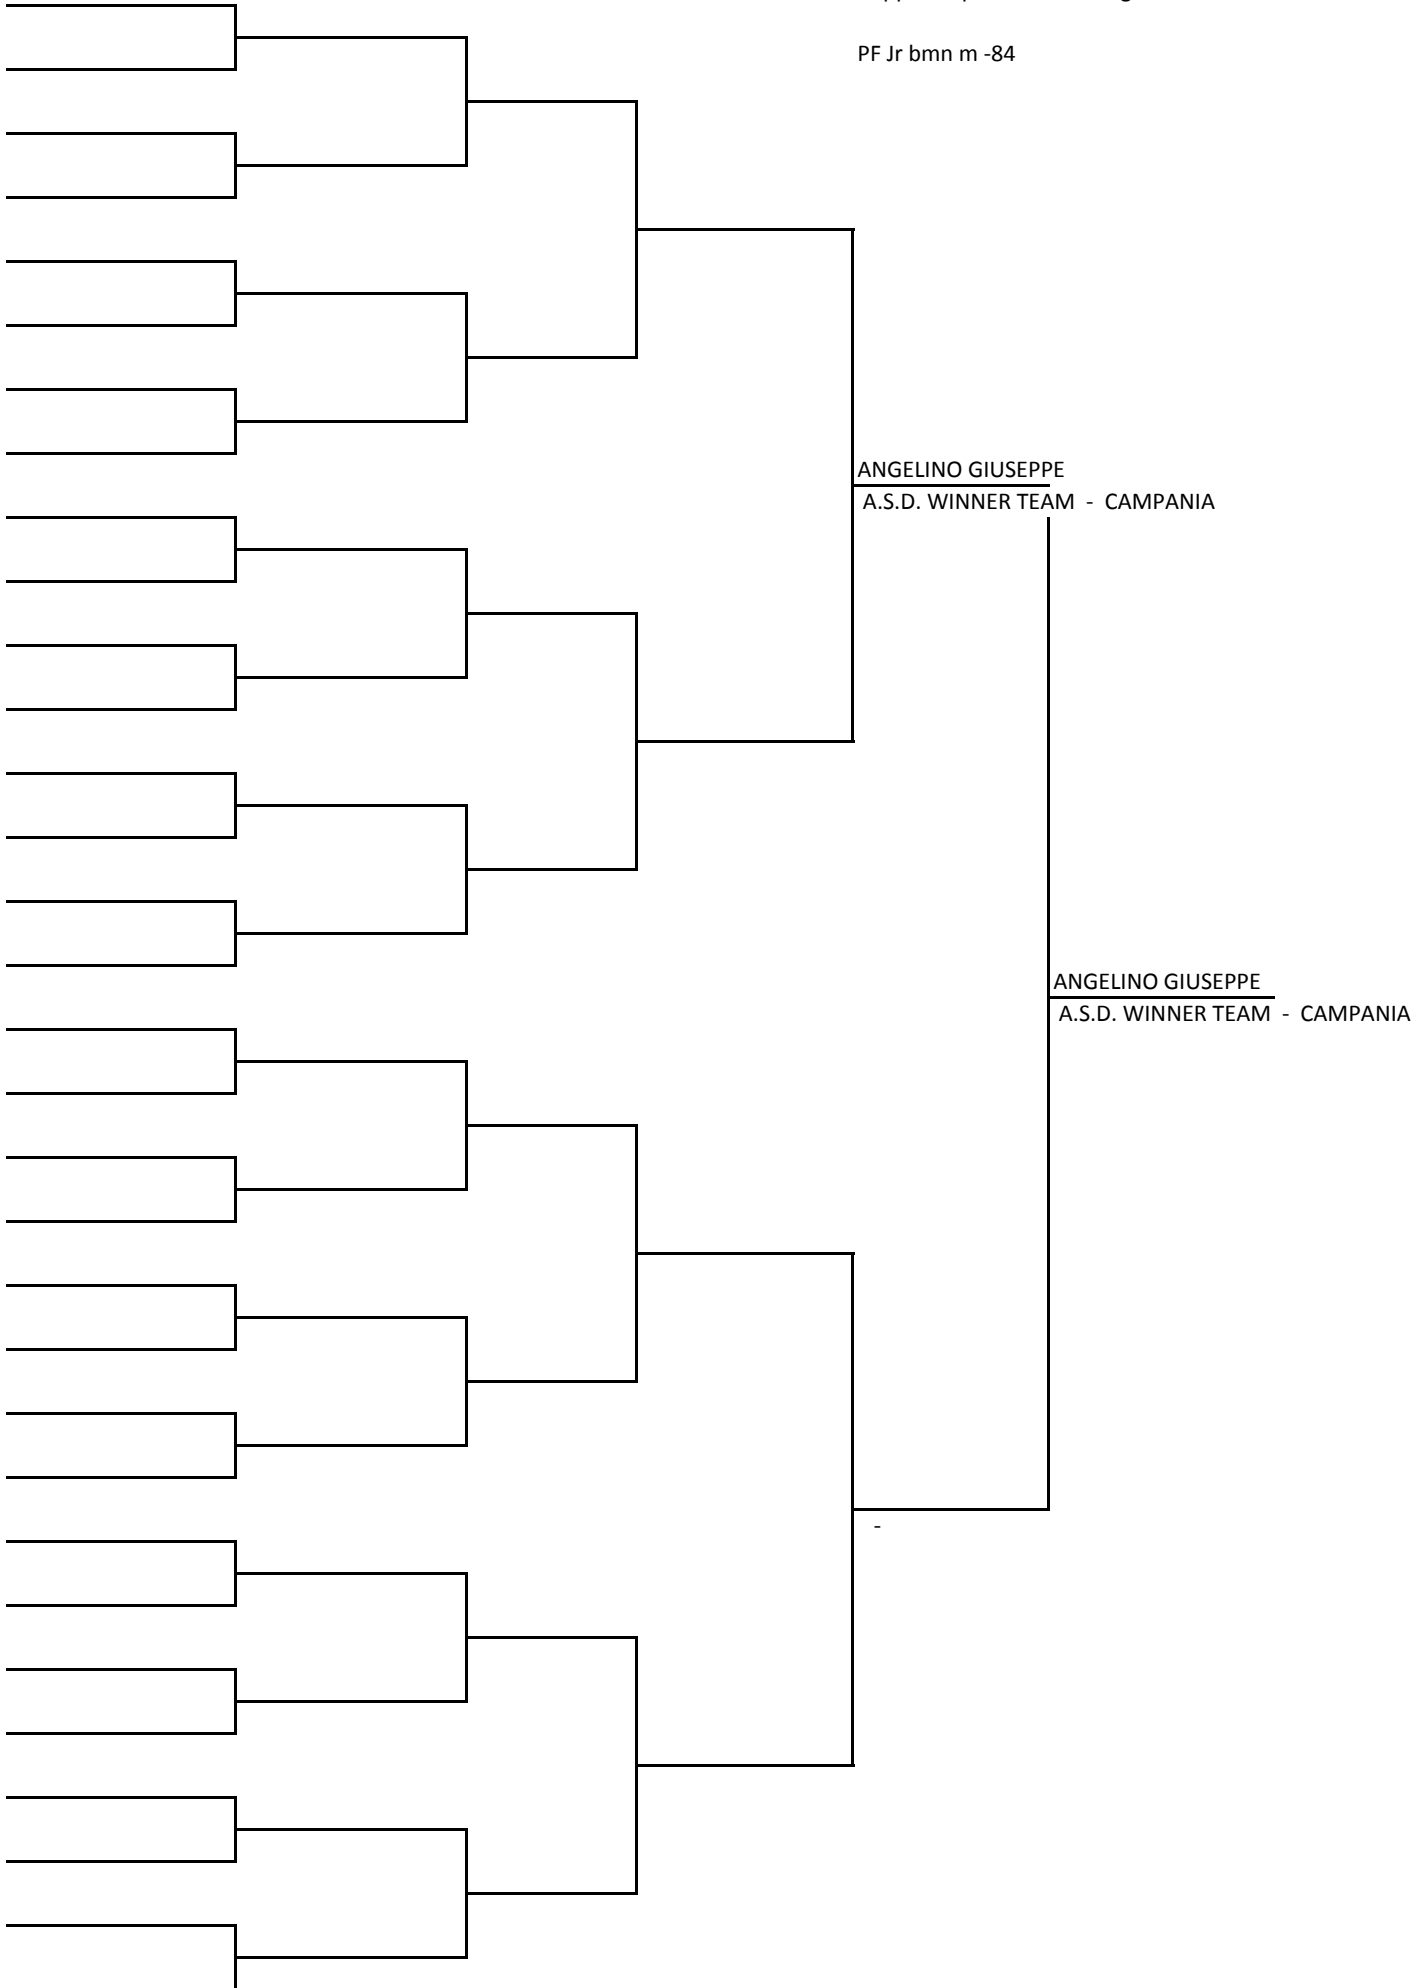 PF Jr bmn m -84
ANGELINO GIUSEPPE
A.S.D. WINNER TEAM - CAMPANIA
ANGELINO GIUSEPPE
A.S.D. WINNER TEAM - CAMPANIA
-